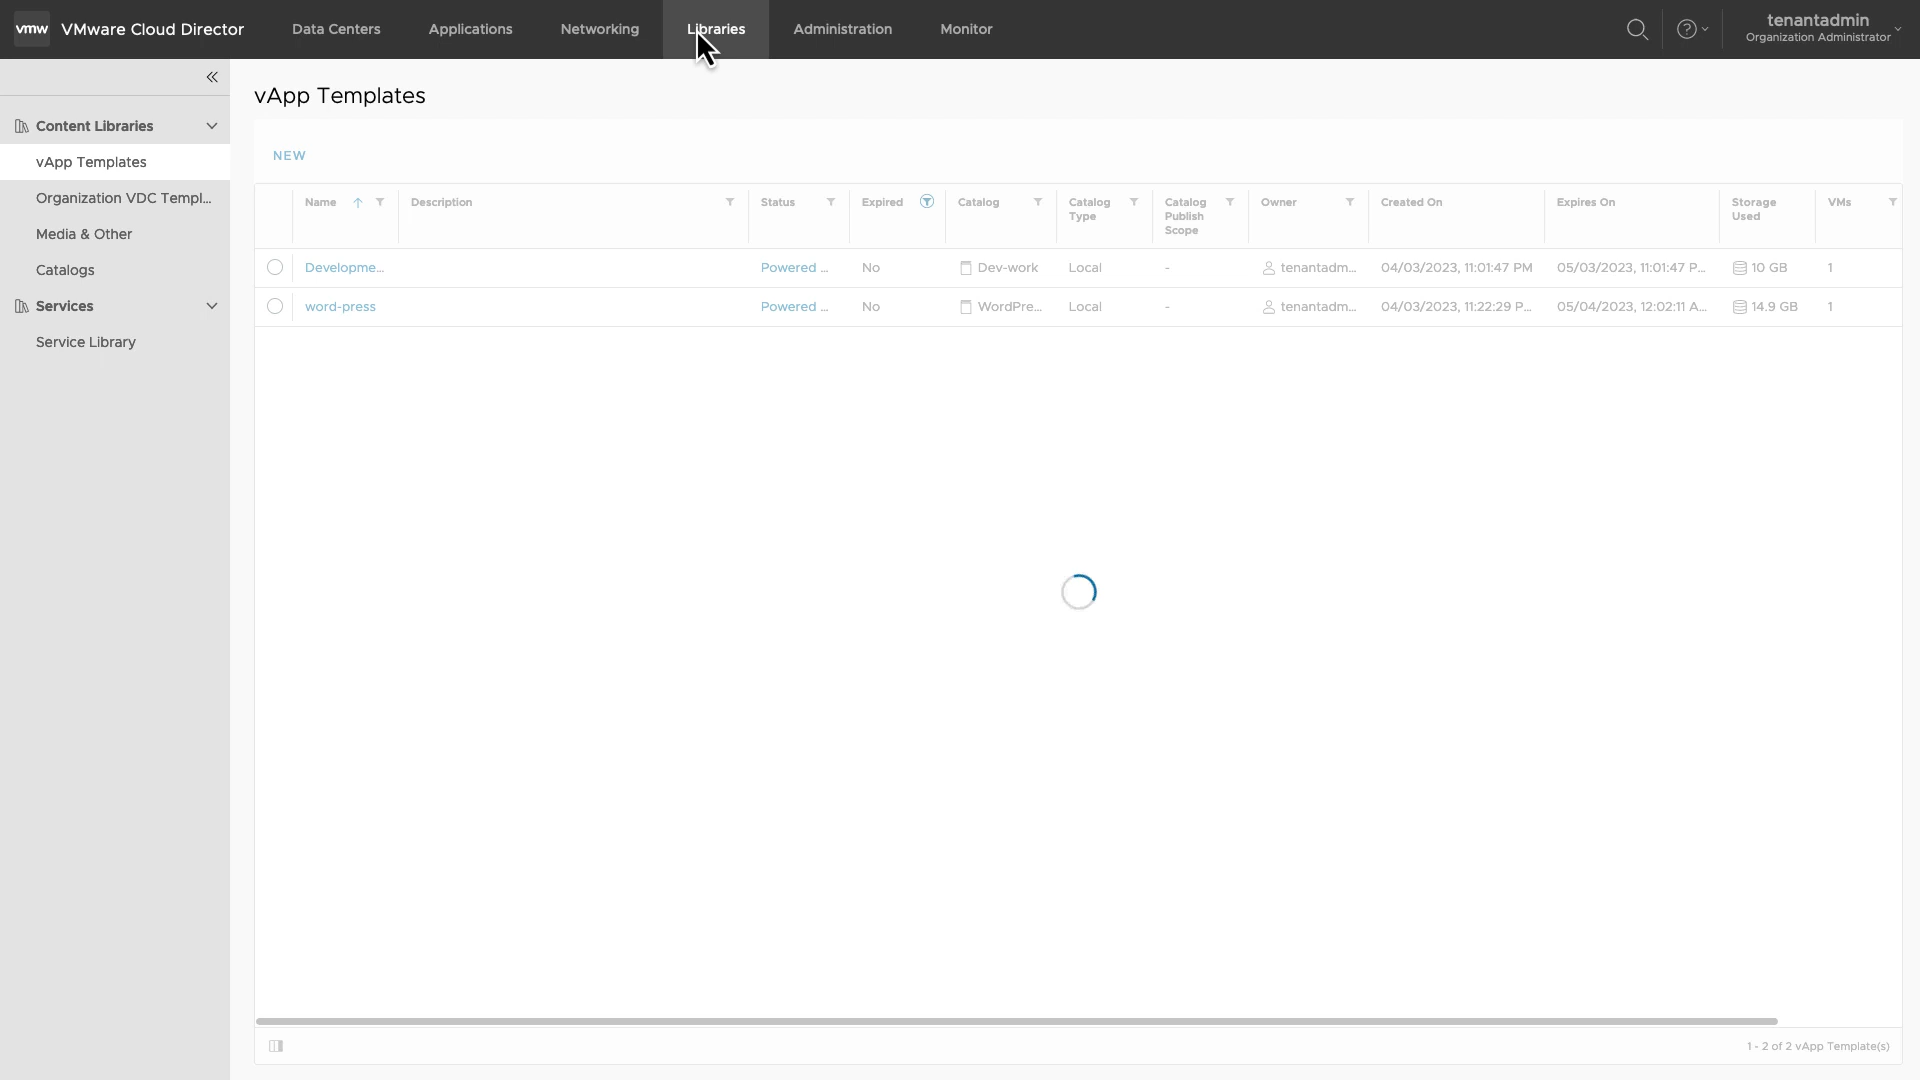 vmw VMware Cloud Director Data Centers Applications Networking Libraries Administration Monitor tenantadmin
Organization Administrator
Content Libraries
vApp Templates
Organization VDC Templ...
Media & Other
Catalogs
Services
Service Library
vApp Templates
NEW
Name Description Status Expired Catalog Catalog Type Catalog Publish Scope Owner Created On Expires On Storage Used VMs
Developme... Powered ... No Dev-work Local - tenantadm... 04/03/2023, 11:01:47 PM 05/03/2023, 11:01:47 P... 10 GB 1
word-press Powered ... No WordPre... Local - tenantadm... 04/03/2023, 11:22:29 P... 05/04/2023, 12:02:11 A... 14.9 GB 1
1 - 2 of 2 vApp Template(s)